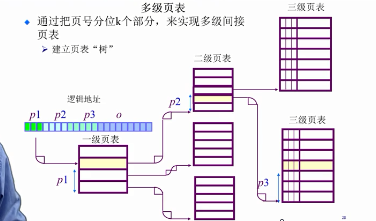 多级页表
通过把页号分位k个部分，来实现多级间接
页表
建立页表“树”
三级页表
二级页表
逻辑地址
p1 p2 p3 o
p2
一级页表
三级页表
p1
p3